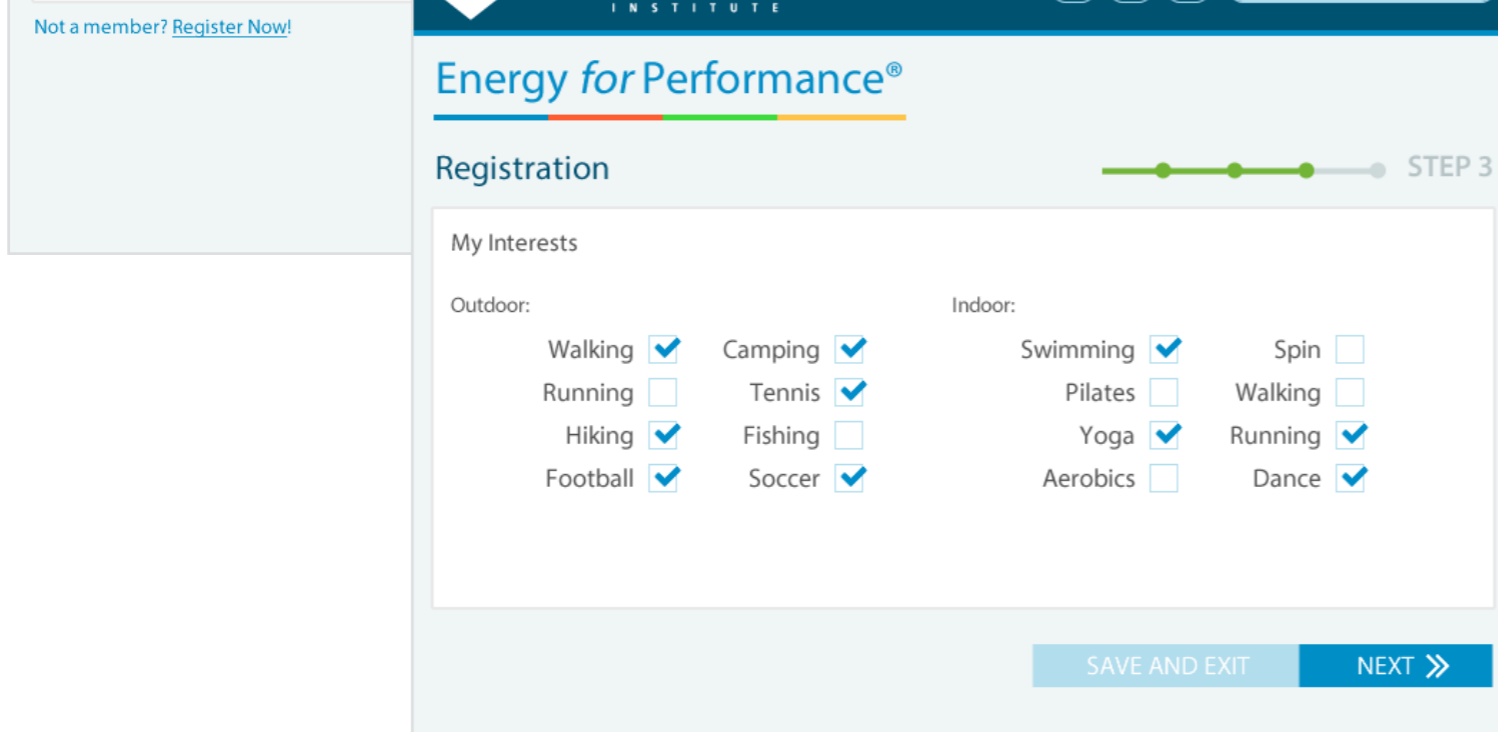 Not a member? Register Now!
INSTITUTE
Energy for Performance®
Registration
STEP 3
My Interests
Outdoor:
Indoor:
Walking Camping Swimming Spin
Running Tennis Pilates Walking
Hiking Fishing Yoga Running
Football Soccer Aerobics Dance
SAVE AND EXIT
NEXT